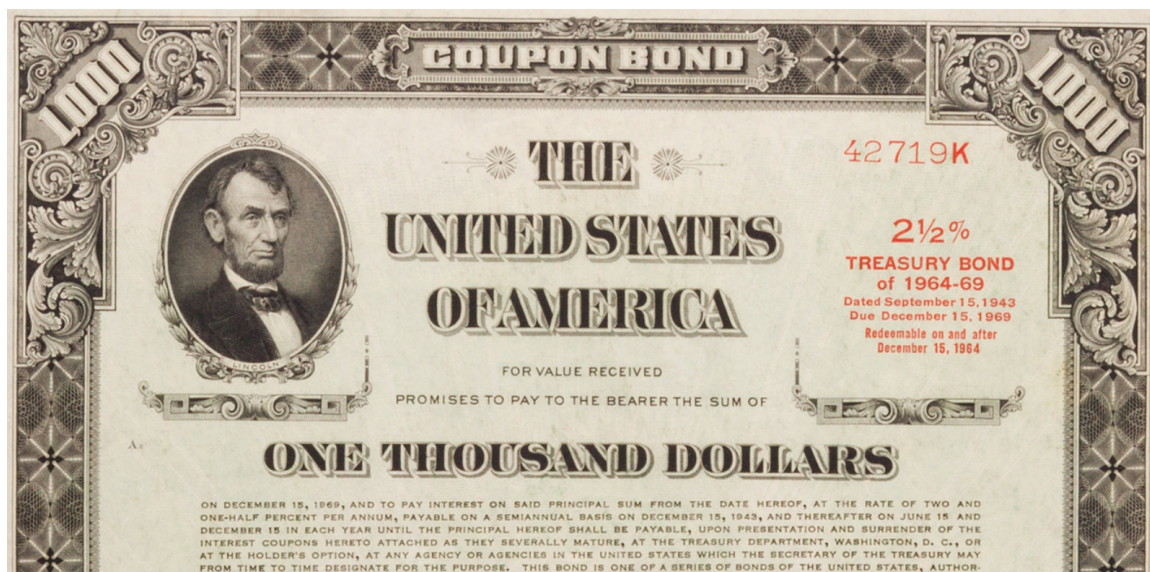 COUPON BOND
1000
1000
42719K
THE
UNITED STATES
OF AMERICA
2½%
TREASURY BOND
of 1964-69
Dated September 15, 1943
Due December 15, 1969
Redeemable on and after
December 15, 1964
LINCOLN
FOR VALUE RECEIVED
PROMISES TO PAY TO THE BEARER THE SUM OF
ONE THOUSAND DOLLARS
ON DECEMBER 15, 1969, AND TO PAY INTEREST ON SAID PRINCIPAL SUM FROM THE DATE HEREOF, AT THE RATE OF TWO AND
ONE-HALF PERCENT PER ANNUM, PAYABLE ON A SEMIANNUAL BASIS ON DECEMBER 15, 1943, AND THEREAFTER ON JUNE 15 AND
DECEMBER 15 IN EACH YEAR UNTIL THE PRINCIPAL HEREOF SHALL BE PAYABLE, UPON PRESENTATION AND SURRENDER OF THE
INTEREST COUPONS HERETO ATTACHED AS THEY SEVERALLY MATURE, AT THE TREASURY DEPARTMENT, WASHINGTON, D. C., OR
AT THE HOLDER'S OPTION, AT ANY AGENCY OR AGENCIES IN THE UNITED STATES WHICH THE SECRETARY OF THE TREASURY MAY
FROM TIME TO TIME DESIGNATE FOR THE PURPOSE. THIS BOND IS ONE OF A SERIES OF BONDS OF THE UNITED STATES, AUTHOR-